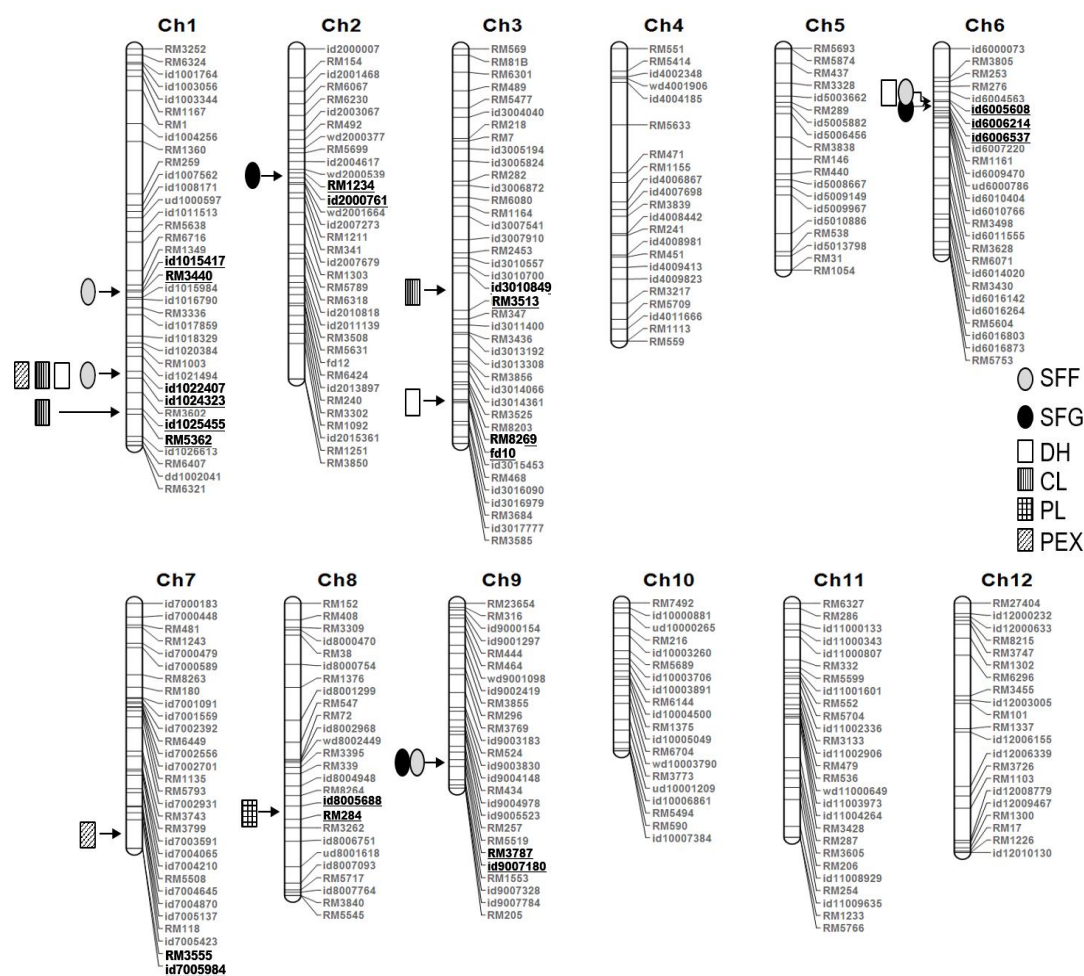 Ch1
RM3252
RM6324
id1001764
id1003056
id1003344
RM1167
RM1
id1004256
RM1360
RM259
id1007562
id1008171
ud1000597
id1011513
RM5638
RM6716
RM1349
id1015417
RM3440
id1015984
id1016790
RM3336
id1017859
id1018329
id1020384
RM1003
id1021494
id1022407
id1024323
RM3602
id1025455
RM5362
id1026613
RM6407
dd1002041
RM6321
Ch2
id2000007
RM154
id2001468
RM6067
RM6230
id2003067
RM492
wd2000377
RM5699
id2004617
wd2000539
RM1234
id2000761
wd2001664
id2007273
RM1211
RM341
id2007679
RM1303
RM5789
RM6318
id2010818
id2011139
RM3508
RM5631
fd12
RM6424
id2013897
RM240
RM3302
RM1092
id2015361
RM1251
RM3850
Ch3
RM569
RM81B
RM6301
RM489
RM5477
id3004040
RM218
RM7
id3005194
id3005824
RM282
id3006872
RM6080
RM1164
id3007541
id3007910
RM2453
id3010557
id3010700
id3010849
RM3513
RM347
id3011400
RM3436
id3013192
id3013308
RM3856
id3014066
id3014361
RM3525
RM8203
RM8269
fd10
id3015453
RM468
id3016090
id3016979
RM3684
id3017777
RM3585
Ch4
RM551
RM5414
id4002348
wd4001906
id4004185
RM5633
RM471
RM1155
id4006867
id4007698
RM3839
id4008442
RM241
id4008981
RM451
id4009413
id4009823
RM3217
RM5709
id4011666
RM1113
RM559
Ch5
RM5693
RM5874
RM437
RM3328
id5003662
RM289
id5005882
id5006456
RM3838
RM146
RM440
id5008667
id5009149
id5009967
id5010886
RM538
id5013798
RM31
RM1054
Ch6
id6000073
RM3805
RM253
RM276
id6004563
id6005608
id6006214
id6006537
id6007220
RM1161
id6009470
ud6000786
id6010404
id6010766
RM3498
id6011555
RM3628
RM6071
id6014020
RM3430
id6016142
id6016264
RM5604
id6016803
id6016873
RM5753
SFF
SFG
DH
CL
PL
PEX
Ch7
id7000183
id7000448
RM481
RM1243
id7000479
id7000589
RM8263
RM180
id7001091
id7001559
id7002392
RM6449
id7002556
id7002701
RM1135
RM5793
id7002931
RM3743
RM3799
id7003591
id7004065
id7004210
RM5508
id7004645
id7004870
id7005137
RM118
id7005423
RM3555
id7005984
Ch8
RM152
RM408
RM3309
id8000470
RM38
id8000754
RM1376
id8001299
RM547
RM72
id8002968
wd8002449
RM3395
RM339
id8004948
RM8264
id8005688
RM284
RM3262
id8006751
ud8001618
id8007093
RM5717
id8007764
RM3840
RM5545
Ch9
RM23654
RM316
id9000154
id9001297
RM444
RM464
wd9001098
id9002419
RM3855
RM296
RM3769
id9003183
RM524
id9003830
id9004148
RM434
id9004978
id9005523
RM257
RM5519
RM3787
id9007180
RM1553
id9007328
id9007784
RM205
Ch10
RM7492
id10000881
ud10000265
RM216
id10003260
RM5689
id10003706
id10003891
RM6144
id10004500
RM1375
id10005049
RM6704
wd10003790
RM3773
ud10001209
id10006861
RM5494
RM590
id10007384
Ch11
RM6327
RM286
id11000133
id11000343
id11000807
RM332
RM5599
id11001601
RM552
RM5704
id11002336
RM3133
id11002906
RM479
RM536
wd11000649
id11003973
id11004264
RM3428
RM287
RM3605
RM206
id11008929
RM254
id11009635
RM1233
RM5766
Ch12
RM27404
id12000232
id12000633
RM8215
RM3747
RM1302
RM6296
RM3455
id12003005
RM101
RM1337
id12006155
id12006339
RM3726
RM1103
id12008779
id12009467
RM1300
RM17
RM1226
id12010130